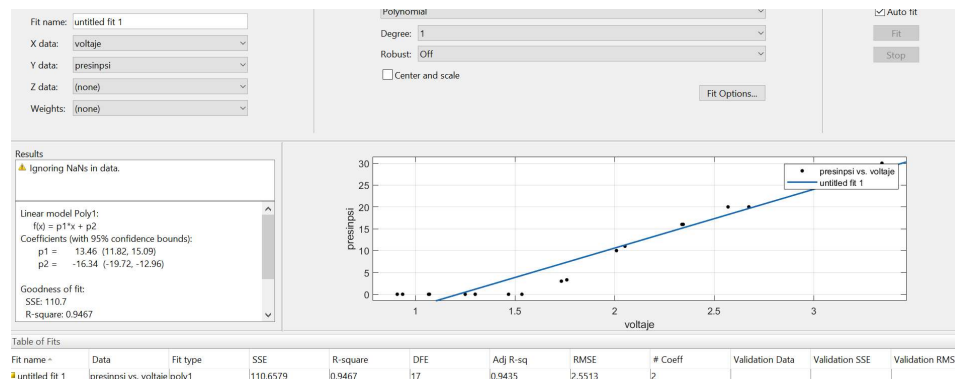 Polynomial
Auto fit
Fit name: untitled fit 1
Degree: 1
Fit
X data: voltaje
Robust: Off
Stop
Y data: presinpsi
Center and scale
Z data: (none)
Fit Options...
Weights: (none)
Results
Ignoring NaNs in data.
Linear model Poly1:
f(x) = p1*x + p2
Coefficients (with 95% confidence bounds):
p1 = 13.46 (11.82, 15.09)
p2 = -16.34 (-19.72, -12.96)
Goodness of fit:
SSE: 110.7
R-square: 0.9467
30
25
20
15
10
5
0
presinpsi
1 1.5 2 2.5 3
voltaje
presinpsi vs. voltaje
untitled fit 1
Table of Fits
Fit name Data Fit type SSE R-square DFE Adj R-sq RMSE # Coeff Validation Data Validation SSE Validation RMS
untitled fit 1 presinpsi vs. voltaje poly1 110.6579 0.9467 17 0.9435 2.5513 2